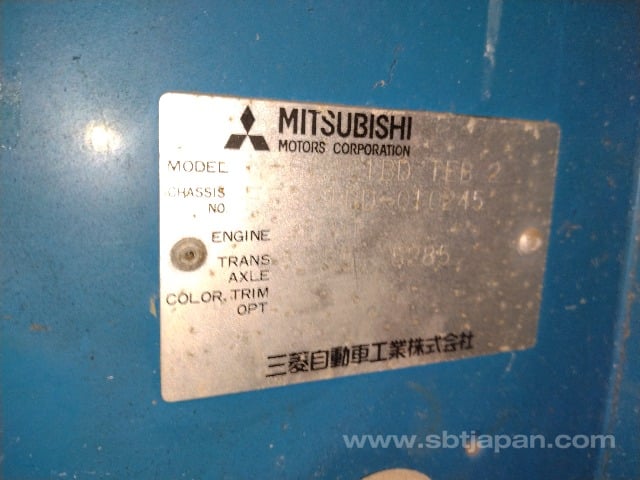 MITSUBISHI
MOTORS CORPORATION
MODEL
CHASSIS
NO
ENGINE
TRANS
AXLE
COLOR, TRIM
OPT
三菱自動車工業株式会社
www.sbtjapan.com